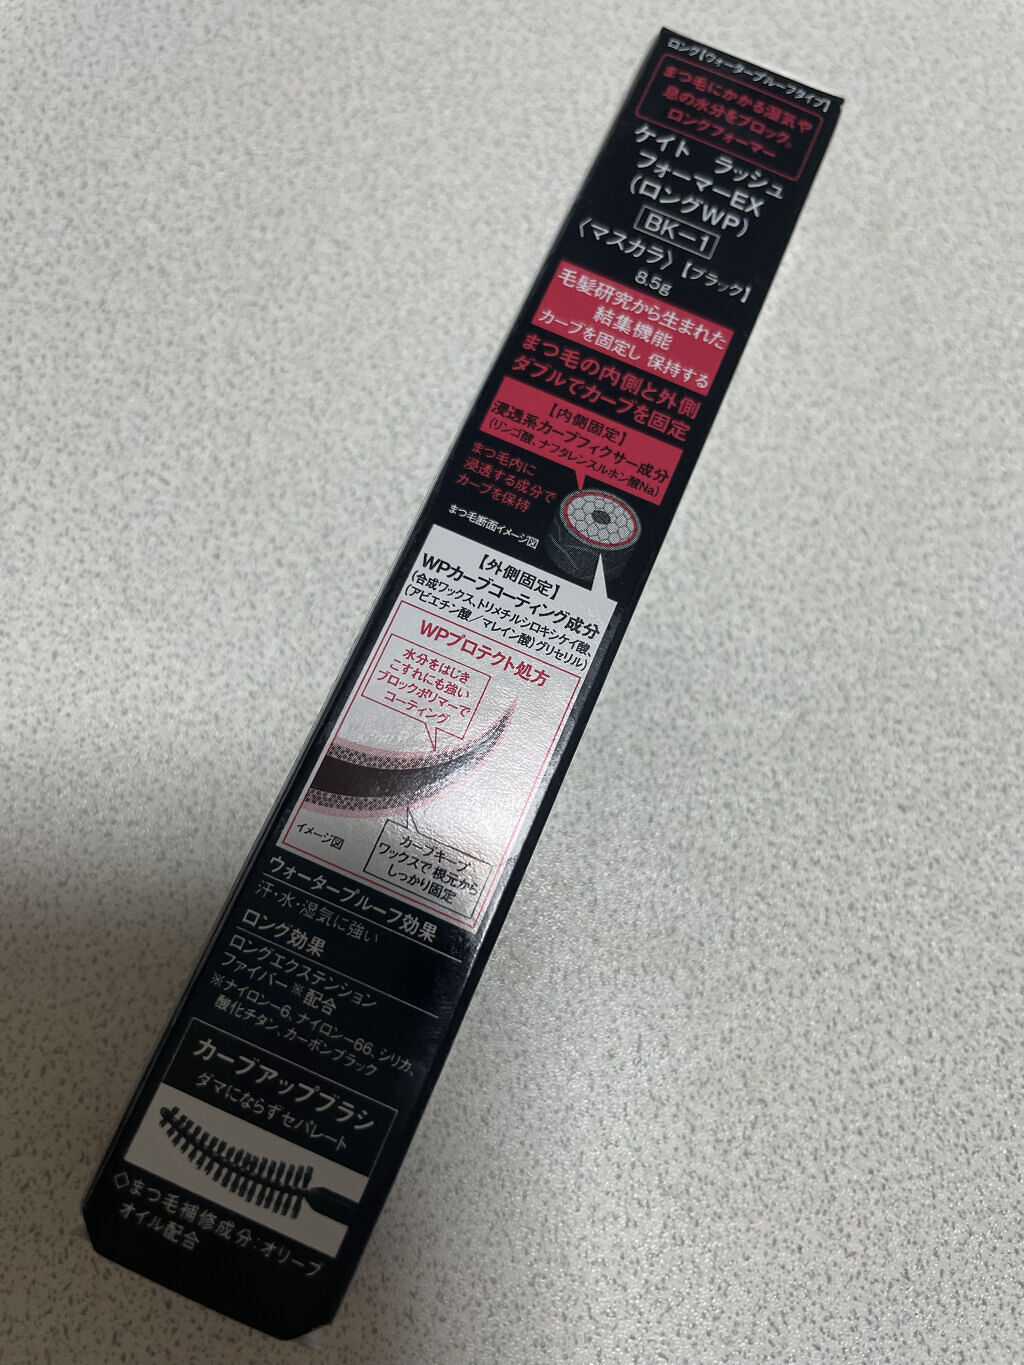 ロング【ウォータープルーフタイプ】
まつ毛にかかる湿気や
息の水分をブロック。
ロングフォーマー
ケイト ラッシュ
フォーマーEX
(ロングWP)
BK-1
〈マスカラ〉【ブラック】
8.5g
毛髪研究から生まれた
結集機能
カーブを固定し 保持する
まつ毛の内側と外側
ダブルでカーブを固定
【内側固定】
浸透系カーブフィクサー成分
(リンゴ酸、ナフタレンスルホン酸Na)
まつ毛内に
浸透する成分で
カーブを保持
まつ毛断面イメージ図
【外側固定】
WPカーブコーティング成分
(合成ワックス、トリメチルシロキシケイ酸、
(アビエチン酸/マレイン酸)グリセリル)
WPプロテクト処方
水分をはじき
こすれにも強い
ブロックポリマーで
コーティング
イメージ図
カーブキープ
ワックスで 根元から
しっかり固定
ウォータープルーフ効果
汗・水・湿気に強い
ロング効果
ロングエクステンション
ファイバー※配合
※ナイロン-6、ナイロン-66、シリカ、
酸化チタン、カーボンブラック
カーブアップブラシ
ダマにならずセパレート
◇まつ毛補修成分:オリーブ
オイル配合